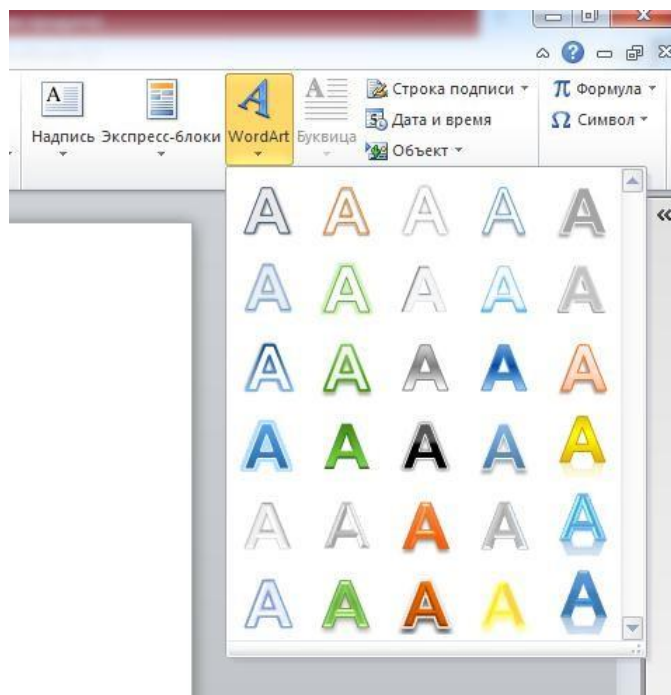 Строка подписи
π Формула
Дата и время
Ω Символ
Надпись Экспресс-блоки WordArt Буквица
Объект
A A A A A
A A A A A
A A A A A
A A A A A
A A A A A
A A A A A